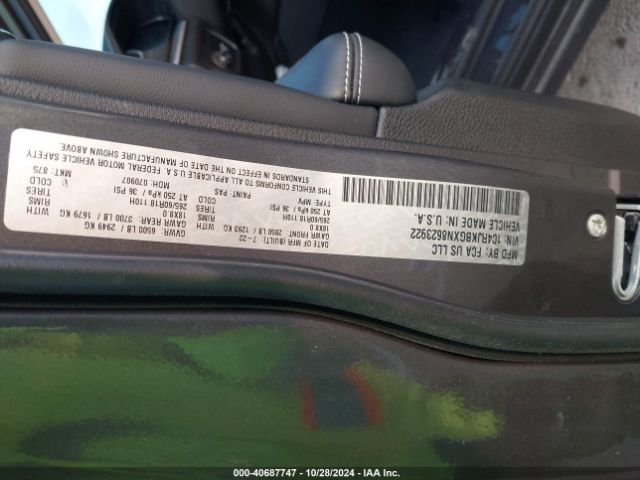 MFD BY: FCA US LLC
DATE OF MFR (BUILT): 7-22
GVWR: 6500 LB / 2949 KG
GAWR FRONT: 2850 LB / 1293 KG
GAWR REAR: 3700 LB / 1679 KG
WITH
RIMS
TIRES
COLD
18X8.0
265/60R18 110H
AT 250 kPa / 36 PSI
WITH
RIMS
TIRES
COLD
18X8.0
265/60R18 110H
AT 250 kPa / 36 PSI
THIS VEHICLE CONFORMS TO ALL APPLICABLE U.S.A. FEDERAL MOTOR VEHICLE SAFETY
STANDARDS IN EFFECT ON THE DATE OF MANUFACTURE SHOWN ABOVE
VIN: 1C4RJKBGXN8623922
TYPE: MPV
PAINT: PAS
MDH: 070907
MKT: 875
VEHICLE MADE IN: U.S.A.
000-40687747 - 10/28/2024 - IAA Inc.